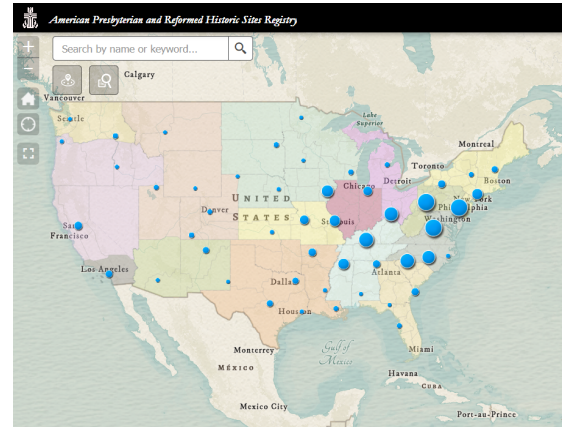 American Presbyterian and Reformed Historic Sites Registry
Search by name or keyword...
Calgary
Vancouver
Seattle
Lake
Superior
Montreal
Toronto
Boston
Detroit
Chicago
New York
Philadelphia
UNITED
STATES
Denver
St Louis
Washington
San
Francisco
Los Angeles
Atlanta
Dallas
Houston
Monterrey
Gulf of
Mexico
Miami
MÉXICO
Havana
CUBA
Mexico City
Port-au-Prince